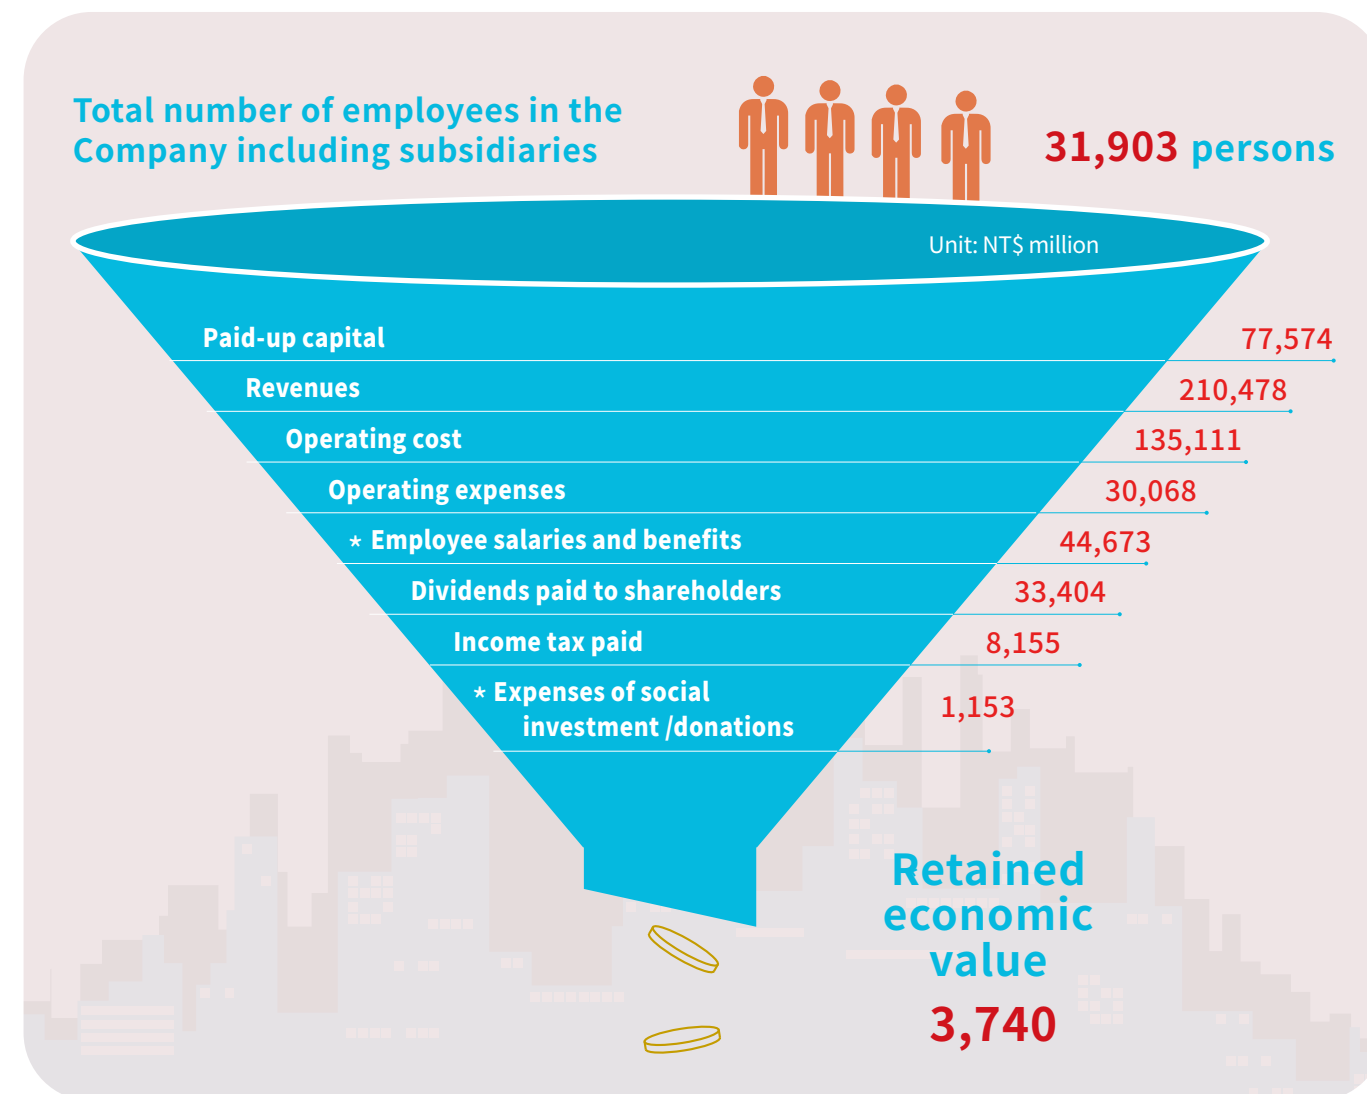 Total number of employees in the
Company including subsidiaries
31,903 persons
Unit: NT$ million
Paid-up capital 77,574
Revenues 210,478
Operating cost 135,111
Operating expenses 30,068
* Employee salaries and benefits 44,673
Dividends paid to shareholders 33,404
Income tax paid 8,155
* Expenses of social
investment /donations 1,153
Retained
economic
value
3,740